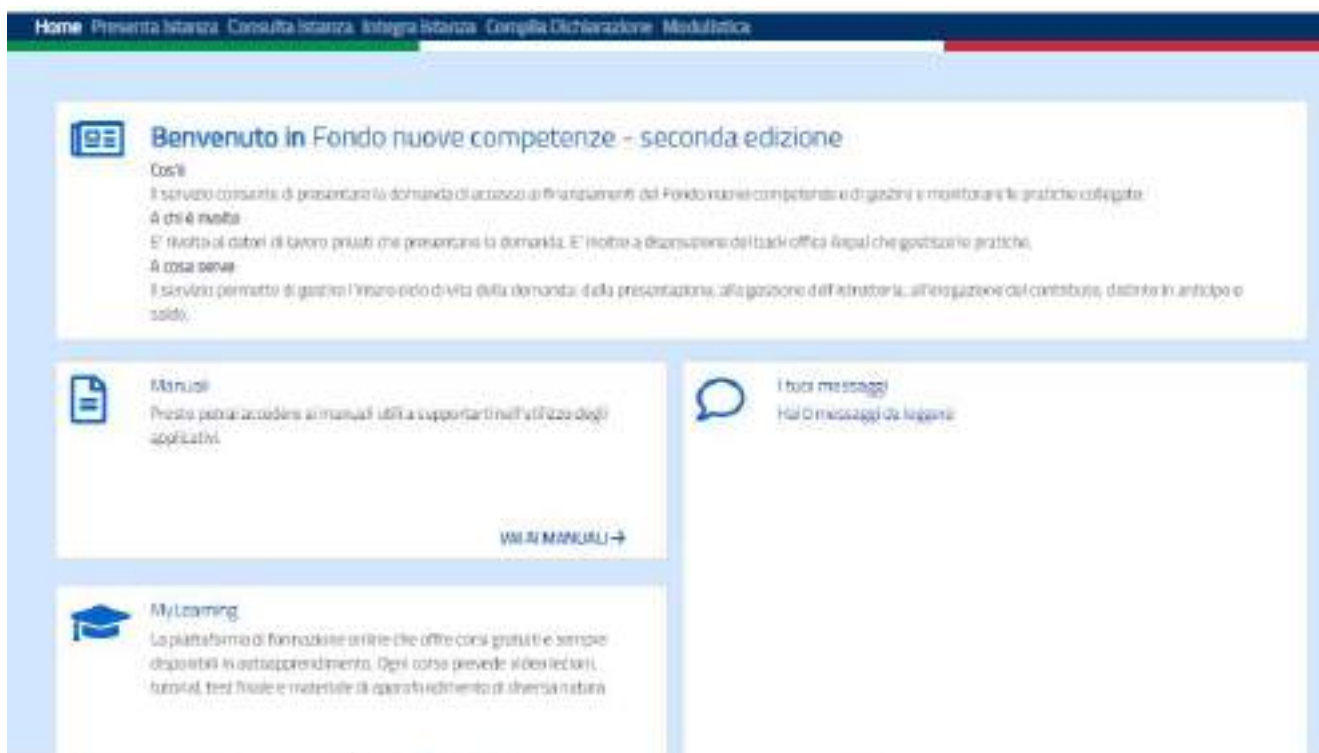 Home Presenta Istanza Consulta Istanza Integra Istanza Compila Dichiarazione Modulistica
Benvenuto in Fondo nuove competenze - seconda edizione
Cos'è
Il servizio consente di presentare la domanda di accesso ai finanziamenti del Fondo nuove competenze e di gestire e monitorare le pratiche collegate.
A chi è rivolto
E' rivolto ai datori di lavoro privati che presentano la domanda. E' inoltre a disposizione del back office Anpal che gestisce le pratiche.
A cosa serve
Il servizio permette di gestire l'intero ciclo di vita della domanda: dalla presentazione, alla gestione dell'istruttoria, all'erogazione del contributo, distinto in anticipo e
saldo.
Manuali
Presto potrai accedere ai manuali utili a supportarti nell'utilizzo degli
applicativi.
VAI AI MANUALI
I tuoi messaggi
Hai 0 messaggi da leggere
MyLearning
La piattaforma di formazione online che offre corsi gratuiti e sempre
disponibili in autoapprendimento. Ogni corso prevede video lezioni,
tutorial, test finale e materiale di approfondimento di diversa natura